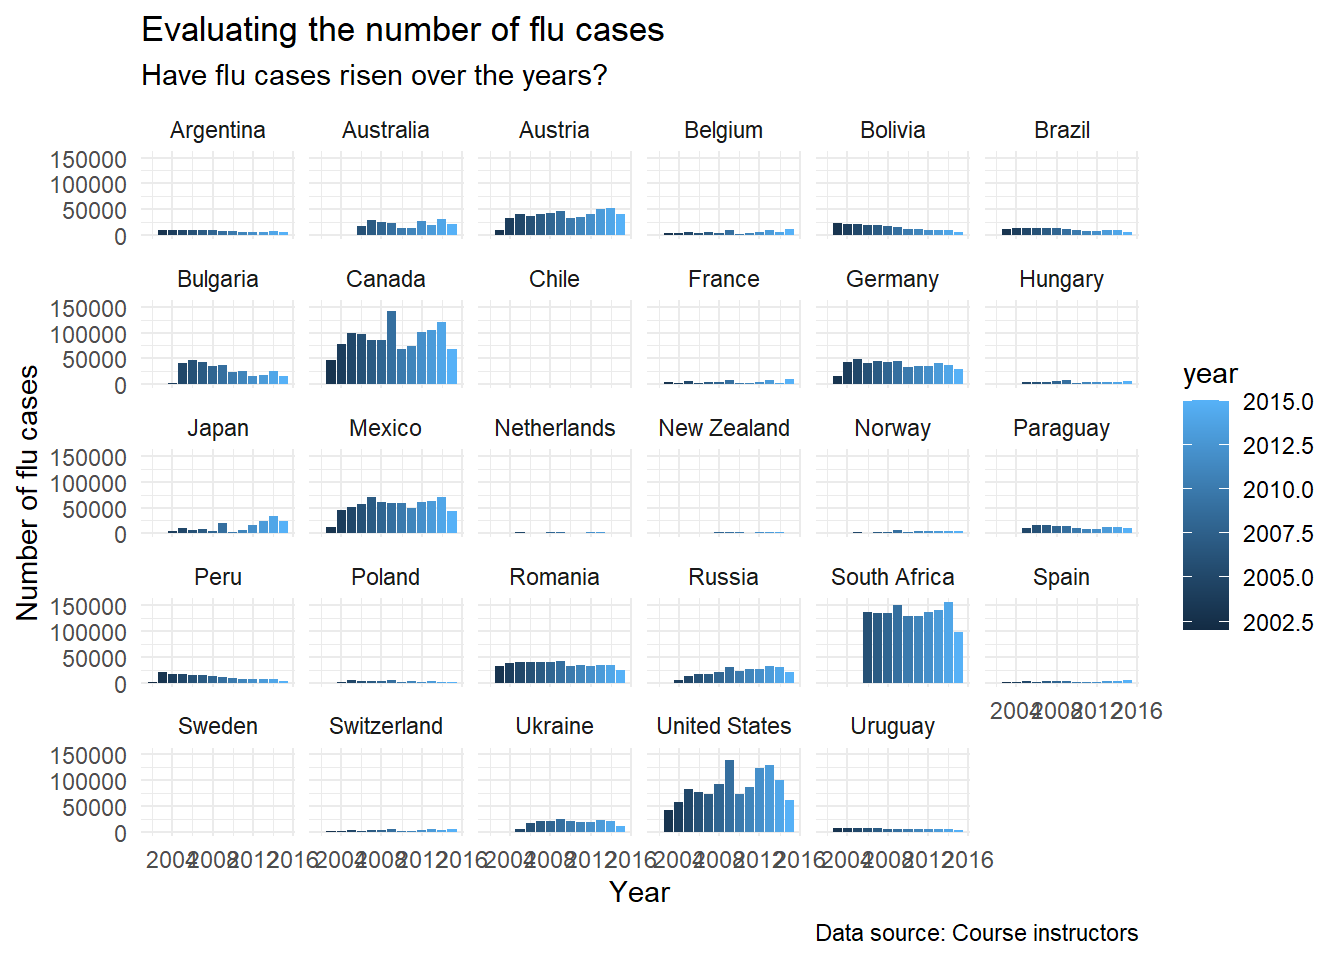 Evaluating the number of flu cases
Have flu cases risen over the years?
Argentina Australia Austria Belgium Bolivia Brazil
150000
100000
50000
0
Bulgaria Canada Chile France Germany Hungary
150000
100000
50000
0
Japan Mexico Netherlands New Zealand Norway Paraguay
150000
100000
50000
0
Peru Poland Romania Russia South Africa Spain
150000
100000
50000
0
2004 2008 2012 2016
Sweden Switzerland Ukraine United States Uruguay
150000
100000
50000
0
2004 2008 2012 2016 2004 2008 2012 2016 2004 2008 2012 2016 2004 2008 2012 2016 2004 2008 2012 2016
Number of flu cases
Year
year
2015.0
2012.5
2010.0
2007.5
2005.0
2002.5
Data source: Course instructors